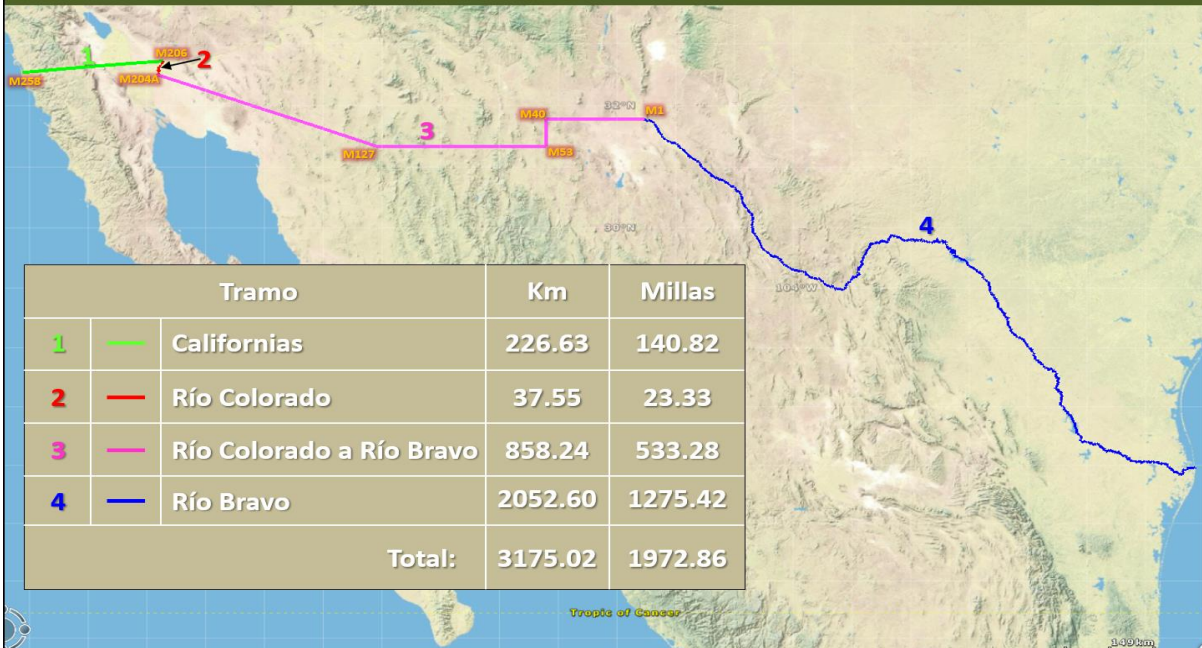 1
M206
2
M258
M204A
M40
32°N
M1
3
M127
M53
30°N
4
104°W
Tramo Km Millas
1 Californias 226.63 140.82
2 Río Colorado 37.55 23.33
3 Río Colorado a Río Bravo 858.24 533.28
4 Río Bravo 2052.60 1275.42
Total: 3175.02 1972.86
Tropic of Cancer
149km